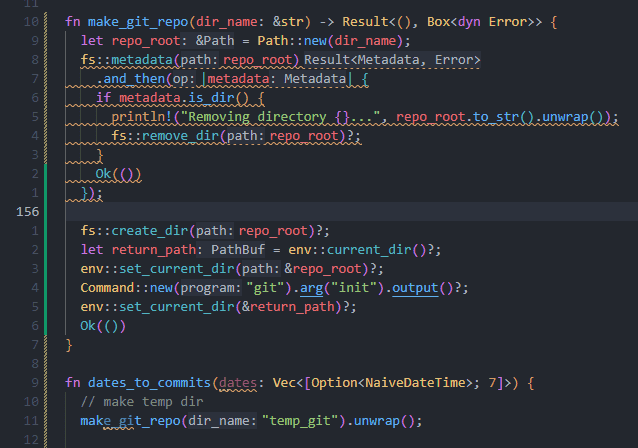 10 fn make_git_repo(dir_name: &str) -> Result<(), Box<dyn Error>> {
9 let repo_root: &Path = Path::new(dir_name);
8 fs::metadata(path: repo_root) Result<Metadata, Error>
7 .and_then(op: |metadata: Metadata| {
6 if metadata.is_dir() {
5 println!("Removing directory {}...", repo_root.to_str().unwrap());
4 fs::remove_dir(path: repo_root)?;
3 }
2 Ok(())
1 });
156
1 fs::create_dir(path: repo_root)?;
2 let return_path: PathBuf = env::current_dir()?;
3 env::set_current_dir(path: &repo_root)?;
4 Command::new(program: "git").arg("init").output()?;
5 env::set_current_dir(&return_path)?;
6 Ok(())
7 }
8
9 fn dates_to_commits(dates: Vec<[Option<NaiveDateTime>; 7]>) {
10 // make temp dir
11 make_git_repo(dir_name: "temp_git").unwrap();
12